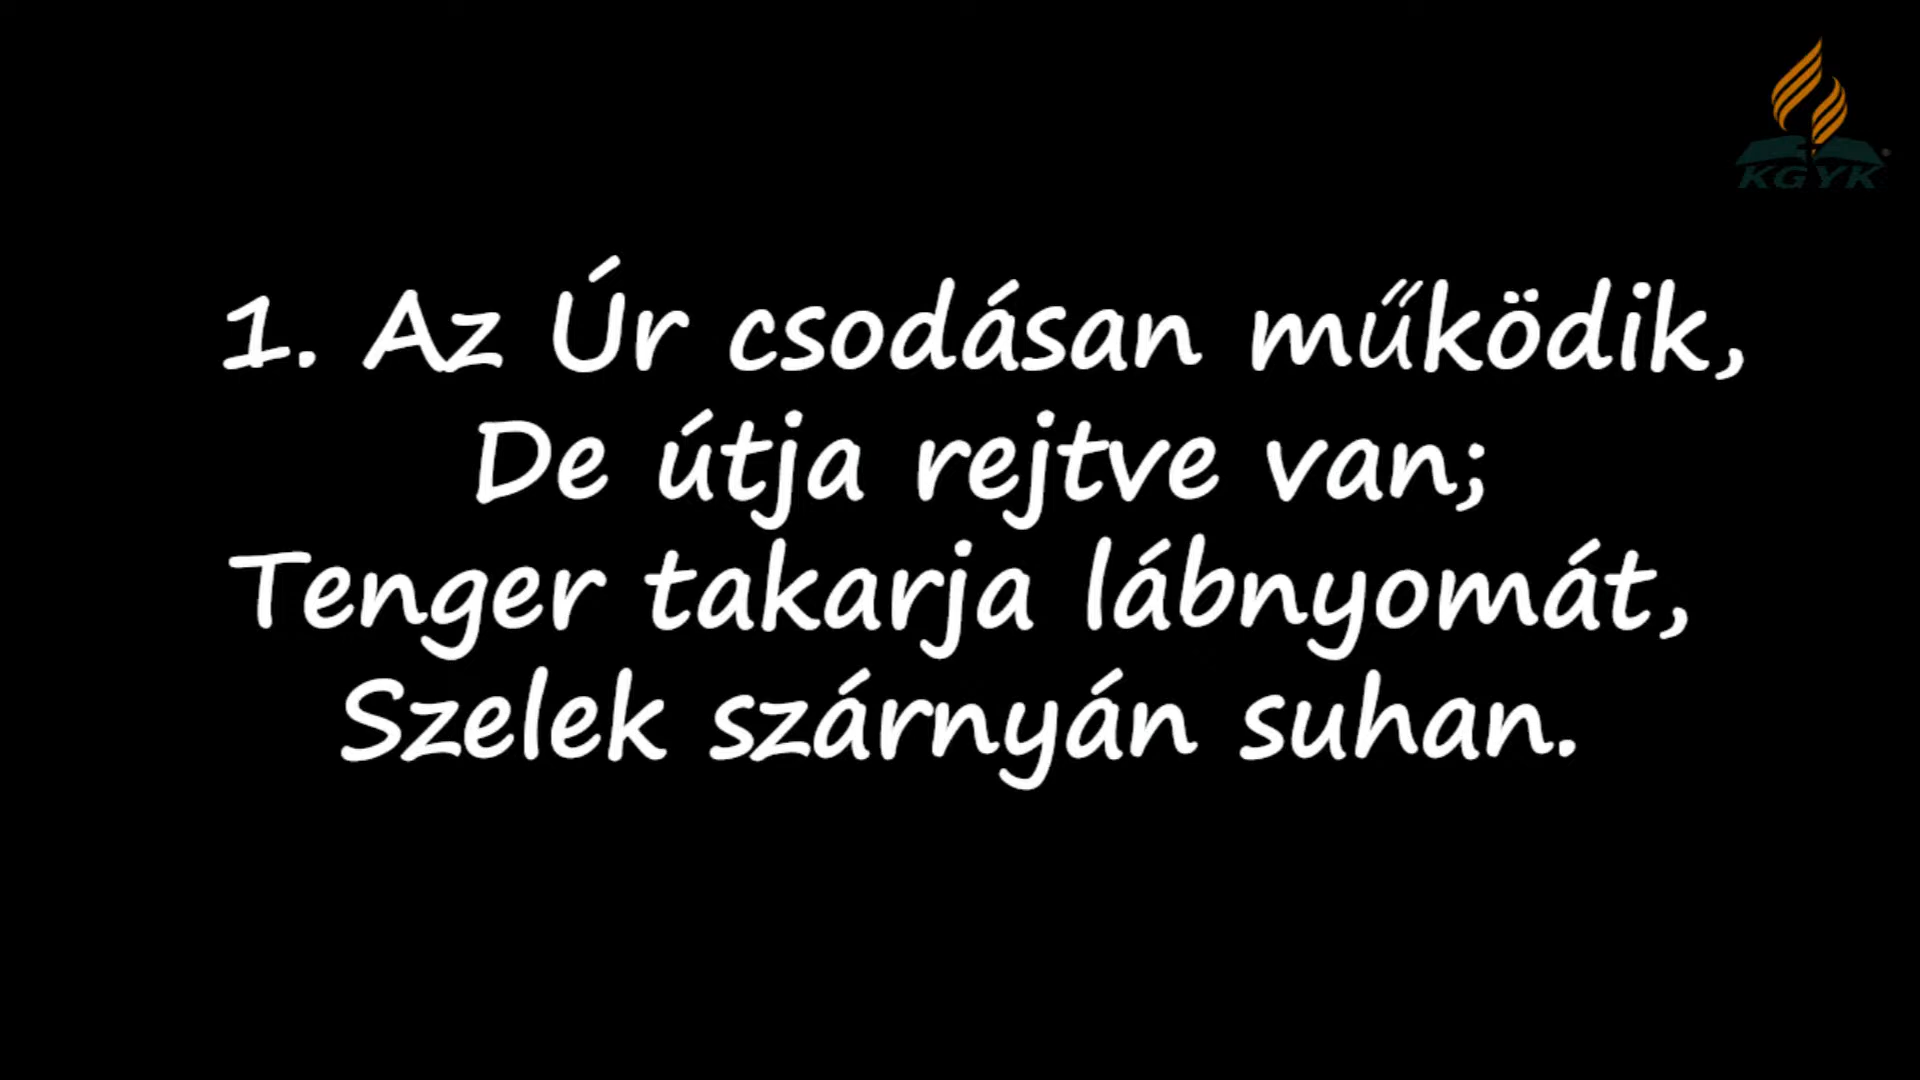 KGYK
1. Az Úr csodásan működik,
De útja rejtve van;
Tenger takarja lábnyomát,
Szelek szárnyán suhan.